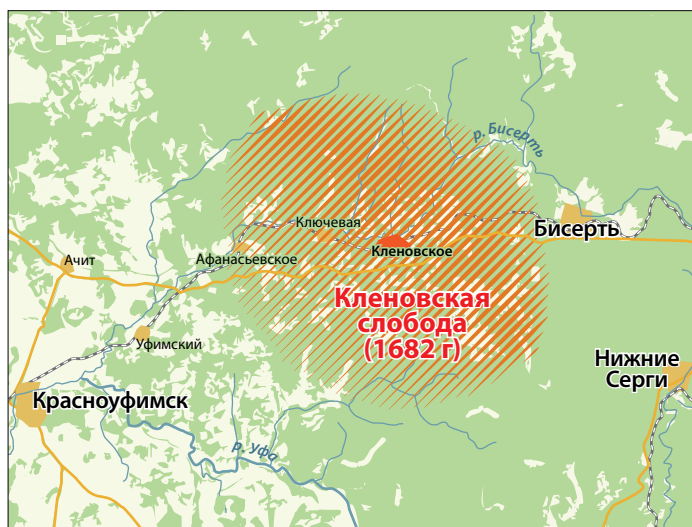 р. Бисерть
Ключевая
Бисерть
Кленовское
Ачит
Афанасьевское
Кленовская
слобода
(1682 г)
Уфимский
Нижние
Серги
Красноуфимск
р. Уфа